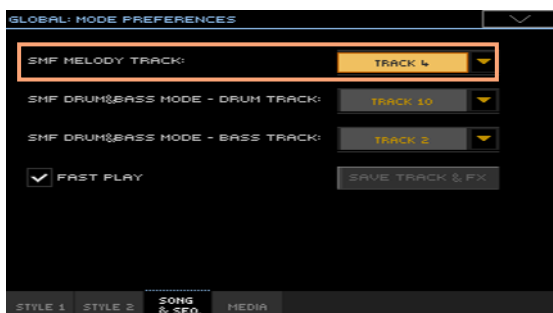 GLOBAL: MODE PREFERENCES
SMF MELODY TRACK: TRACK 4
SMF DRUM&BASS MODE - DRUM TRACK: TRACK 10
SMF DRUM&BASS MODE - BASS TRACK: TRACK 2
FAST PLAY SAVE TRACK & FX
STYLE 1 STYLE 2 SONG & SEQ MEDIA